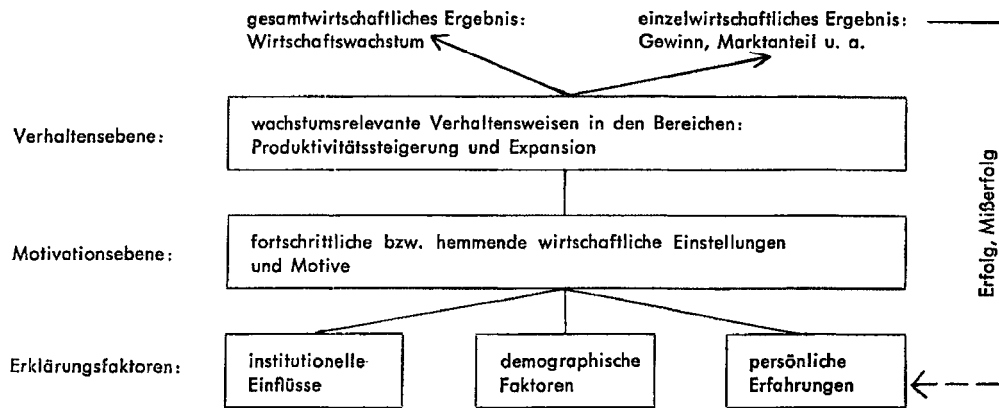 gesamtwirtschaftliches Ergebnis:
Wirtschaftswachstum
einzelwirtschaftliches Ergebnis:
Gewinn, Marktanteil u. a.
Verhaltensebene:
wachstumsrelevante Verhaltensweisen in den Bereichen:
Produktivitätssteigerung und Expansion
Motivationsebene:
fortschrittliche bzw. hemmende wirtschaftliche Einstellungen
und Motive
Erfolg, Mißerfolg
Erklärungsfaktoren:
institutionelle
Einflüsse
demographische
Faktoren
persönliche
Erfahrungen